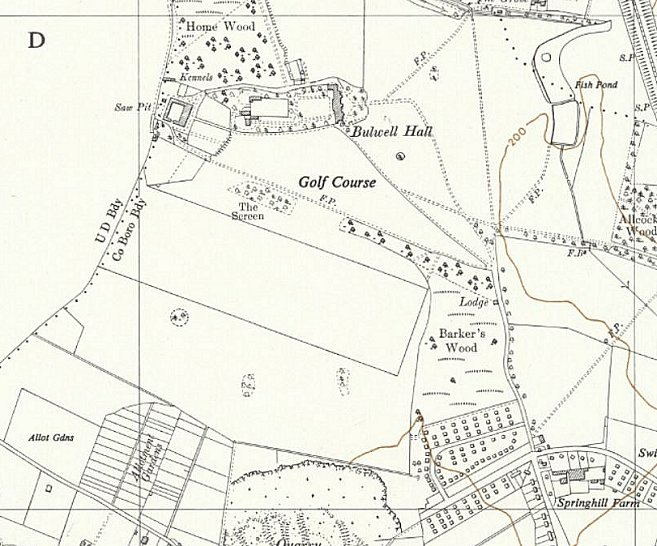 D
Home Wood
Kennels
Saw Pit
F.P.
S.P.
Fish Pond
S.P.
Bulwell Hall
200
Golf Course
F.P.
F.P.
The
Screen
Allcock
Wood
U D Bdy
Co Boro Bdy
Lodge
F.P.
Barker's
Wood
Allot Gdns
Allotment
Gardens
Springhill Farm
Quarry